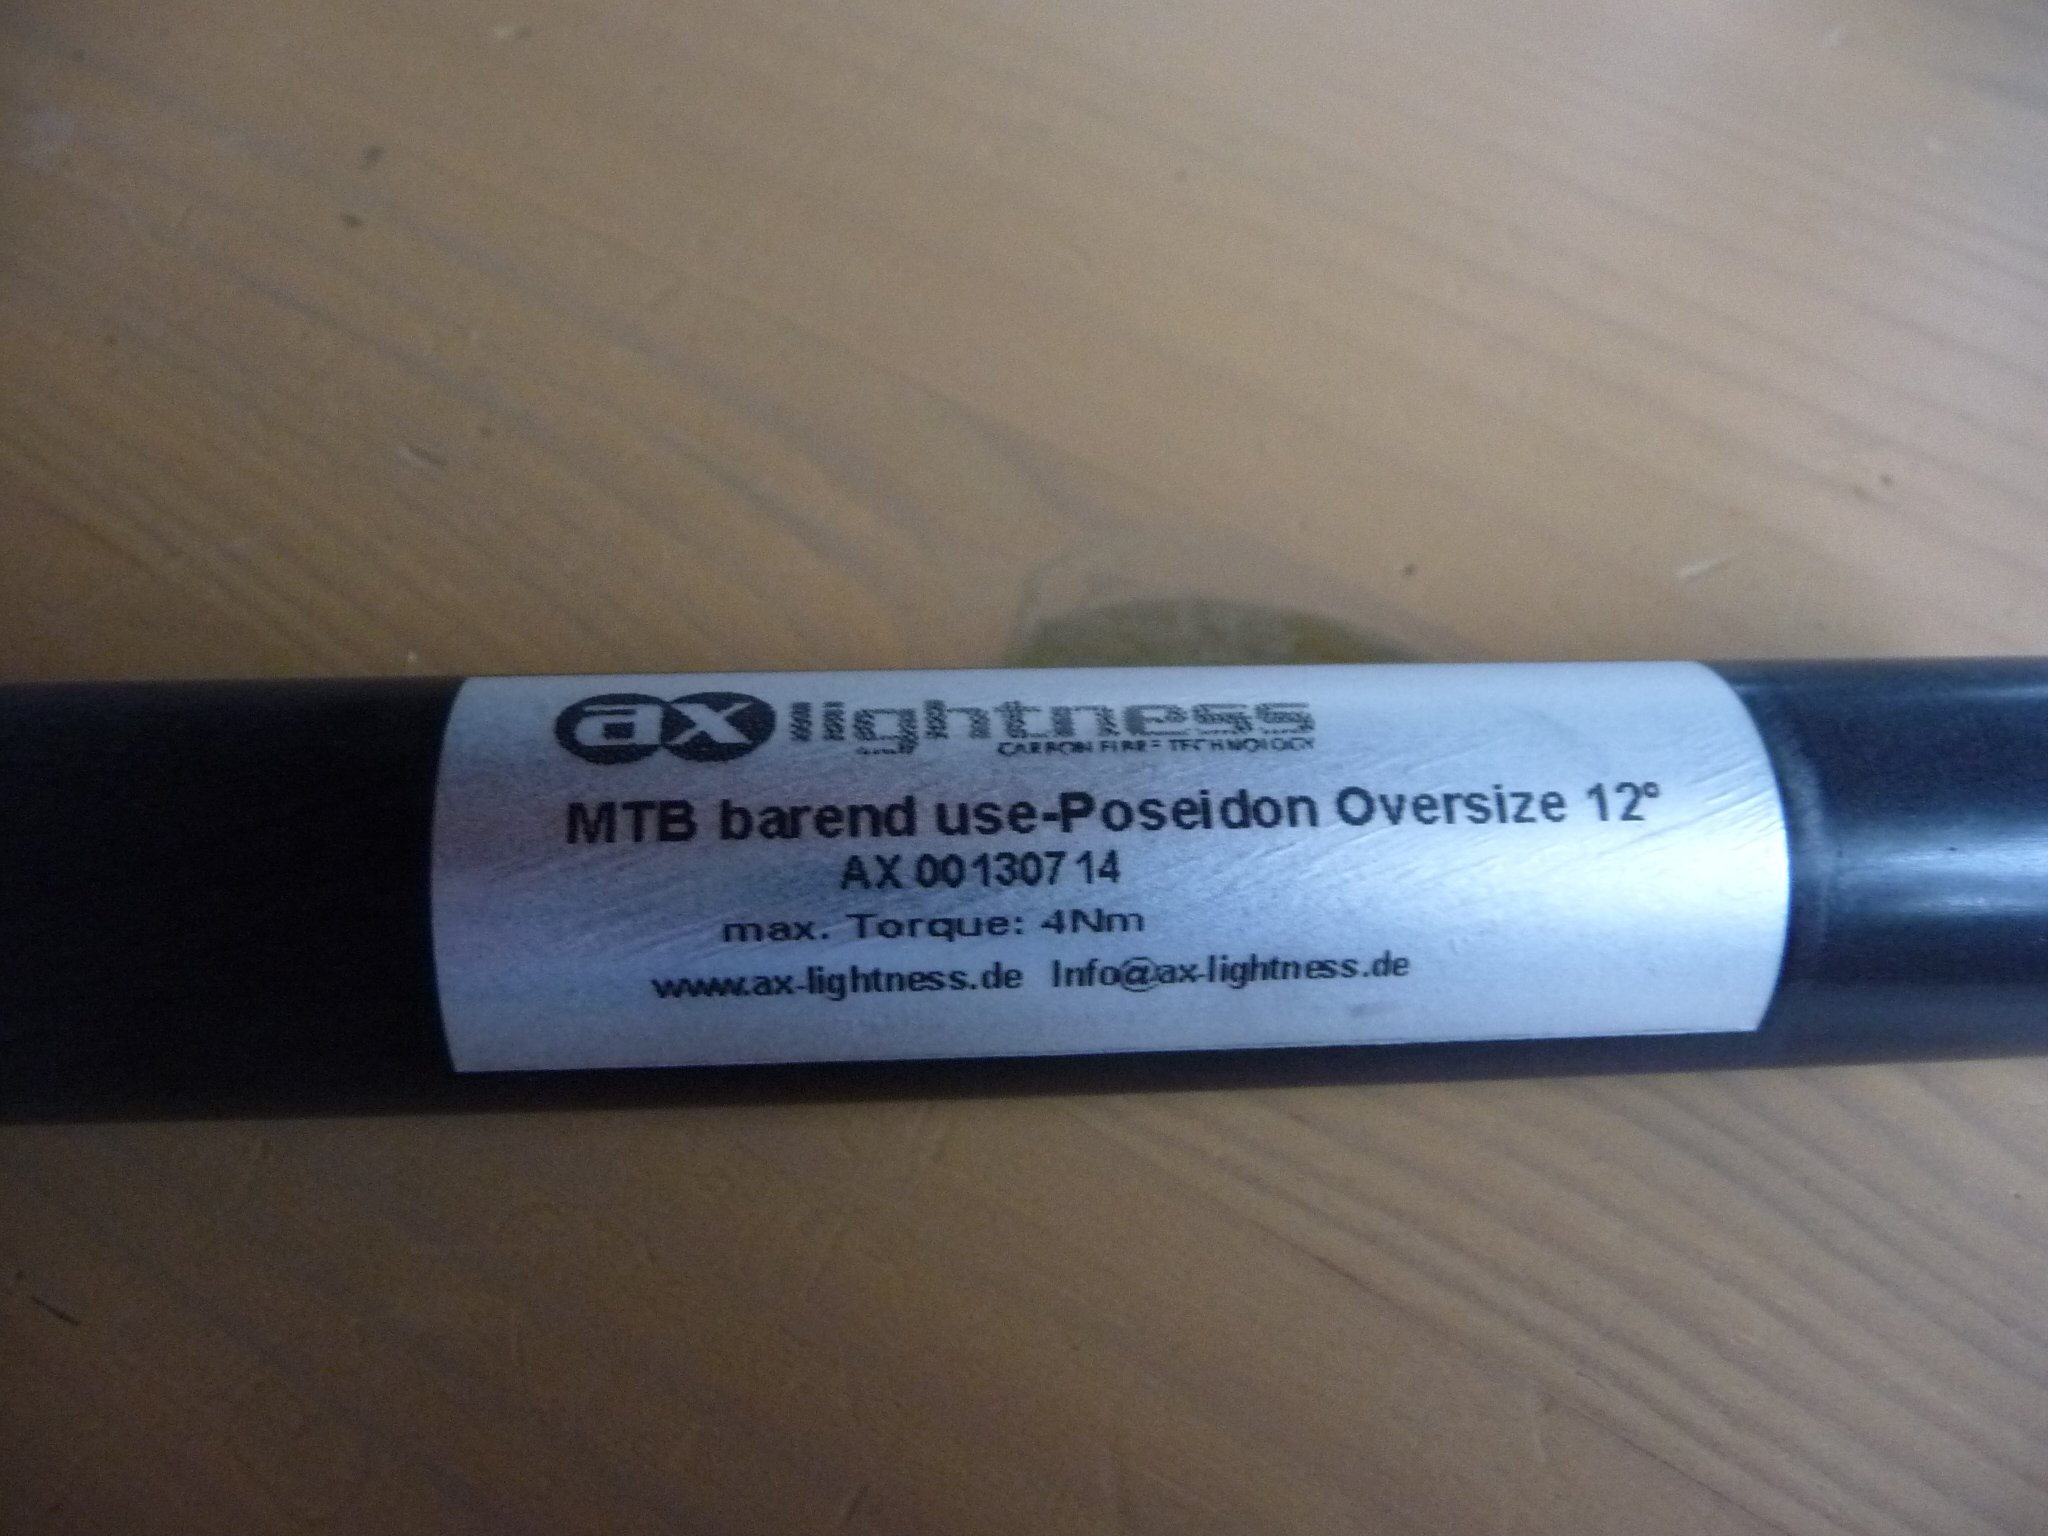 ax lightness
CARBON FIBRE TECHNOLOGY
MTB barend use-Poseidon Oversize 12°
AX 00130714
max. Torque: 4Nm
www.ax-lightness.de Info@ax-lightness.de